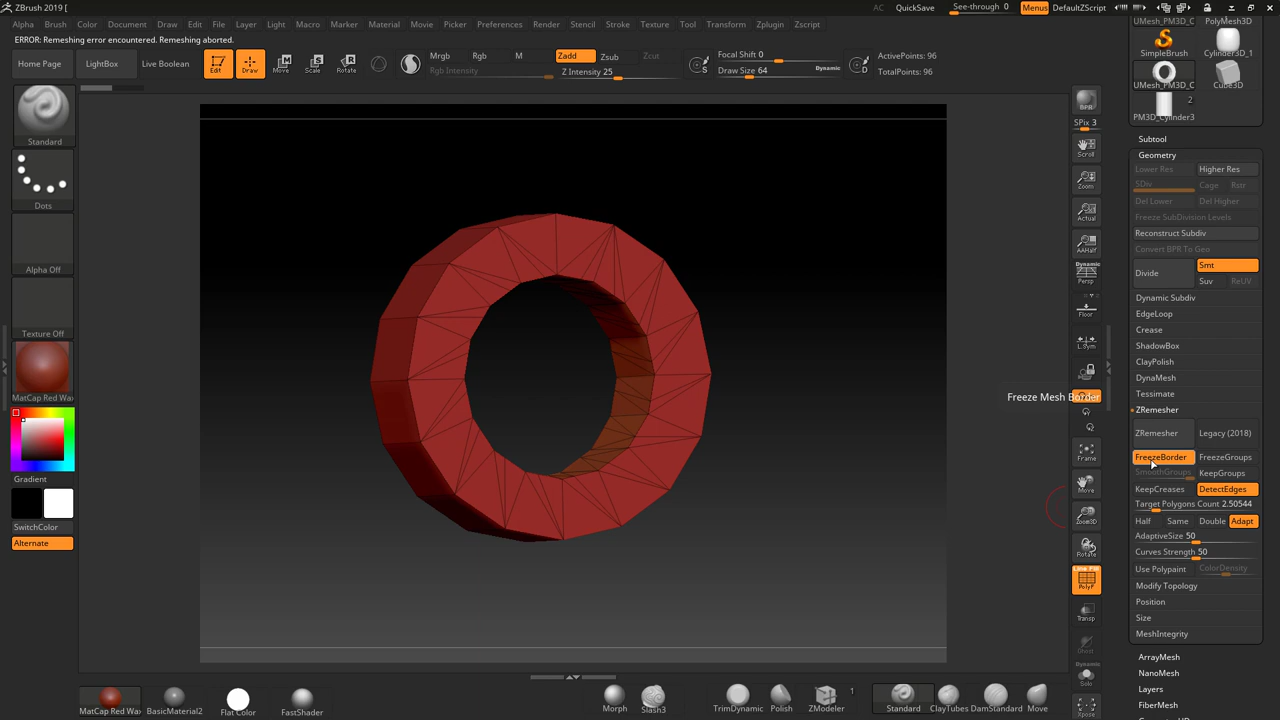 ZBrush 2019 [
AC QuickSave See-through 0 Menus DefaultZScript
Alpha Brush Color Document Draw Edit File Layer Light Macro Marker Material Movie Picker Preferences Render Stencil Stroke Texture Tool Transform Zplugin Zscript
ERROR: Remeshing error encountered. Remeshing aborted.
Home Page LightBox Live Boolean Edit Draw Move Scale Rotate
Mrgb Rgb M Zadd Zsub Zcut
Rgb Intensity Z Intensity 25
Focal Shift 0
Draw Size 64 Dynamic
S D
ActivePoints: 96
TotalPoints: 96
Standard
Dots
Alpha Off
Texture Off
MatCap Red Wax
Gradient
SwitchColor
Alternate
BPR
SPix 3
Scroll
Zoom
Actual
AAHalf
Dynamic
Persp
Floor
L.Sym
Freeze Mesh Border
Frame
Move
Zoom3D
Rotate
Line Fill
PolyF
Transp
Ghost
Dynamic
Solo
Xpose
UMesh_PM3D_C PolyMesh3D
SimpleBrush Cylinder3D_1
UMesh_PM3D_C Cube3D
2
PM3D_Cylinder3
Subtool
Geometry
Lower Res Higher Res
SDiv Cage Rstr
Del Lower Del Higher
Freeze SubDivision Levels
Reconstruct Subdiv
Convert BPR To Geo
Divide Smt
Suv ReUV
Dynamic Subdiv
EdgeLoop
Crease
ShadowBox
ClayPolish
DynaMesh
Tessimate
ZRemesher
ZRemesher Legacy (2018)
FreezeBorder FreezeGroups
SmoothGroups KeepGroups
KeepCreases DetectEdges
Target Polygons Count 2.50544
Half Same Double Adapt
AdaptiveSize 50
Curves Strength 50
Use Polypaint ColorDensity
Modify Topology
Position
Size
MeshIntegrity
ArrayMesh
NanoMesh
Layers
FiberMesh
MatCap Red Wax BasicMaterial2 Flat Color FastShader Morph Slash3 TrimDynamic Polish ZModeler 1 Standard ClayTubes DamStandard Move